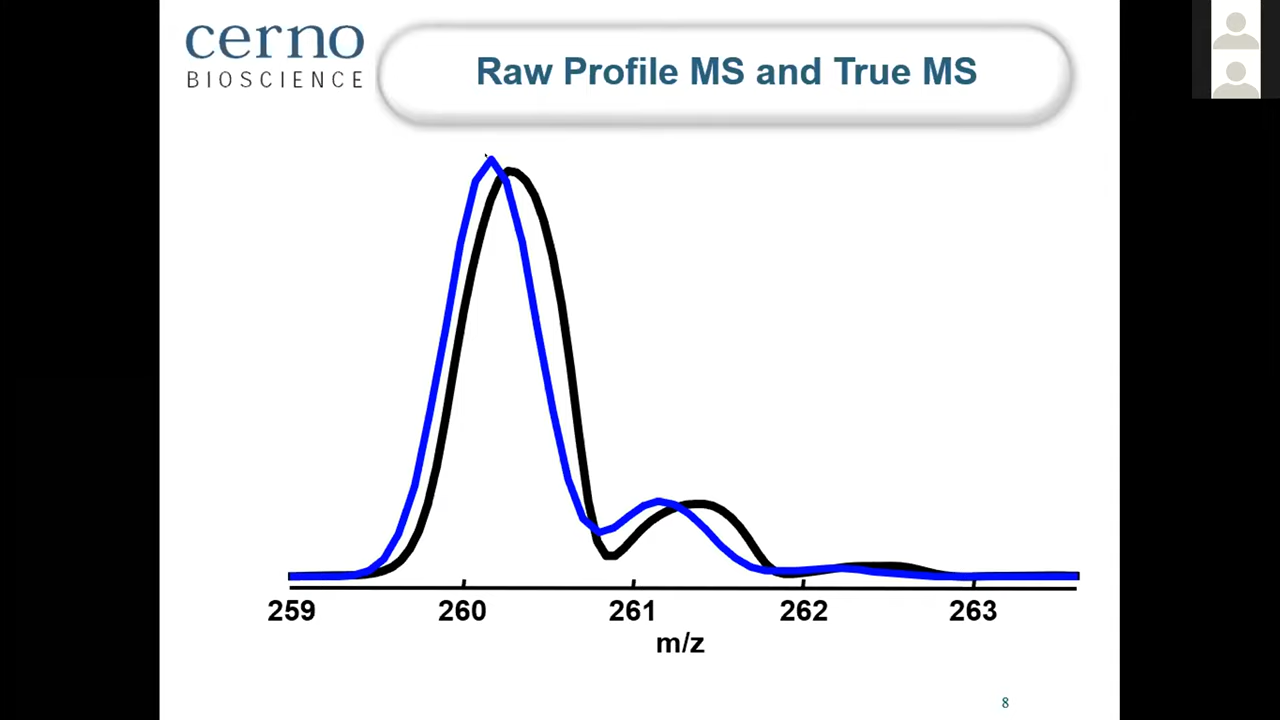 cerno
BIOSCIENCE
Raw Profile MS and True MS
259 260 261 262 263
m/z
8